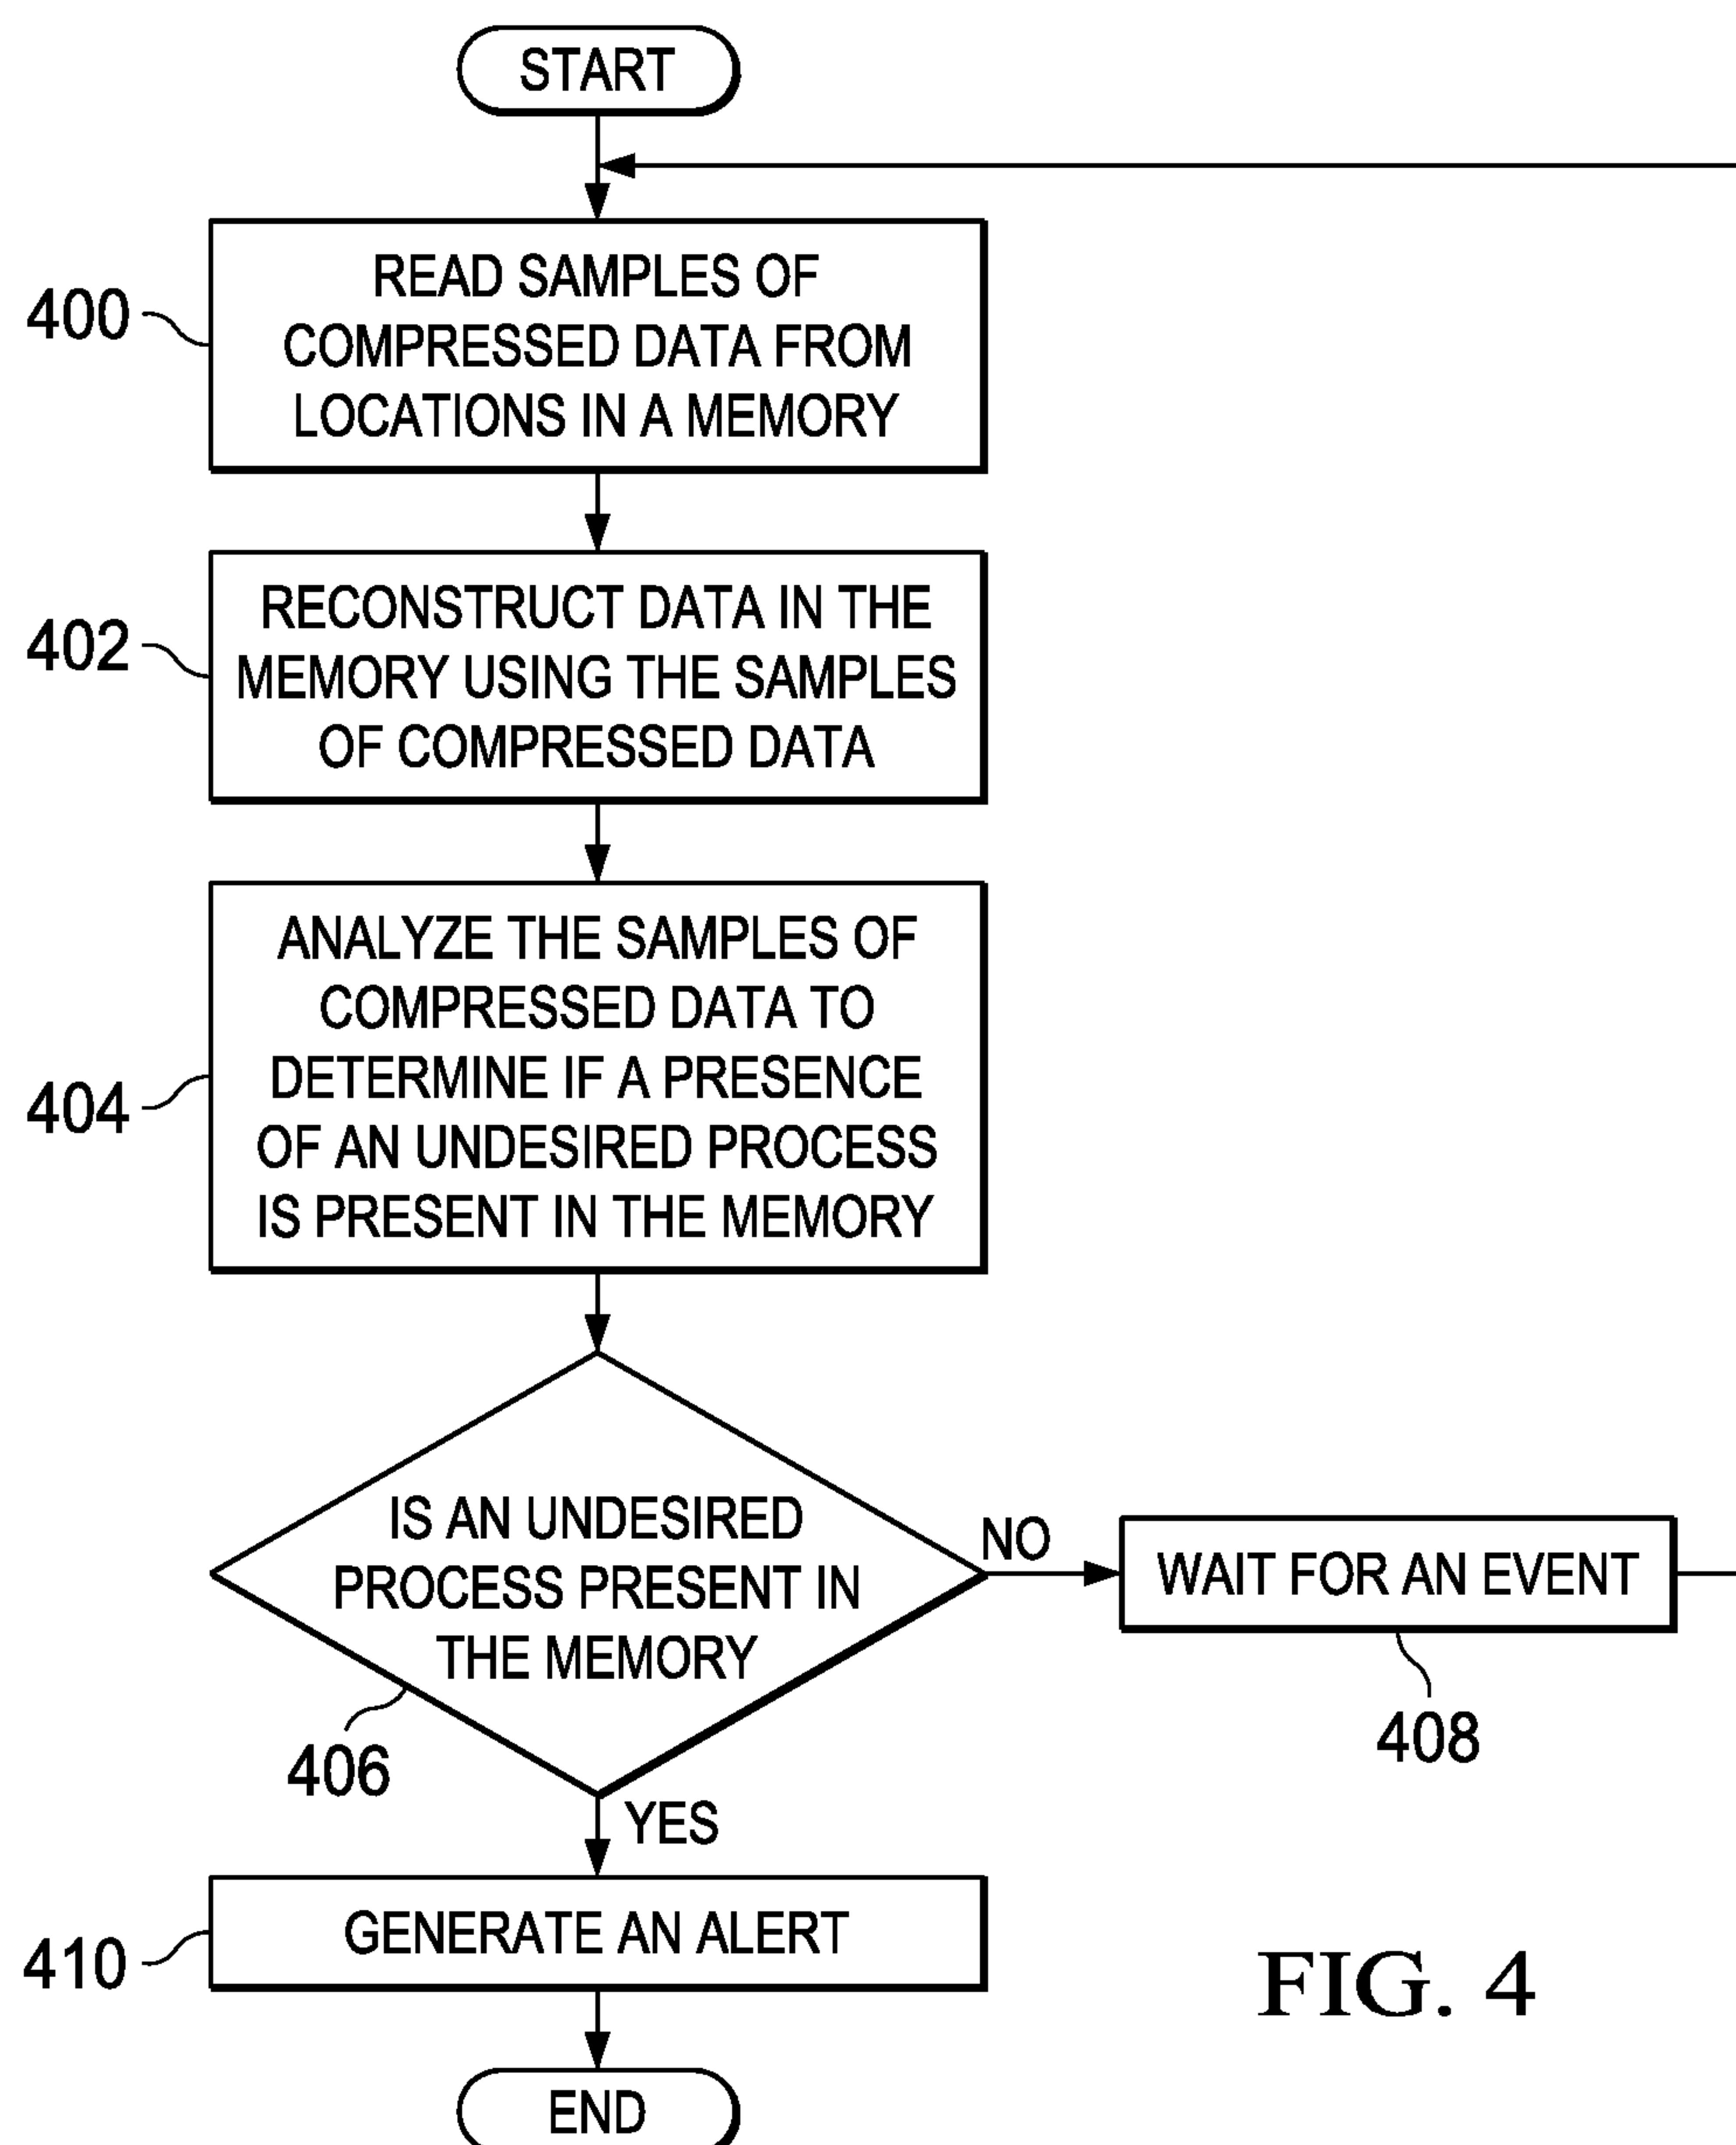 START
400
READ SAMPLES OF
COMPRESSED DATA FROM
LOCATIONS IN A MEMORY
402
RECONSTRUCT DATA IN THE
MEMORY USING THE SAMPLES
OF COMPRESSED DATA
404
ANALYZE THE SAMPLES OF
COMPRESSED DATA TO
DETERMINE IF A PRESENCE
OF AN UNDESIRED PROCESS
IS PRESENT IN THE MEMORY
IS AN UNDESIRED
PROCESS PRESENT IN
THE MEMORY
406
NO
WAIT FOR AN EVENT
408
YES
410
GENERATE AN ALERT
END
FIG. 4